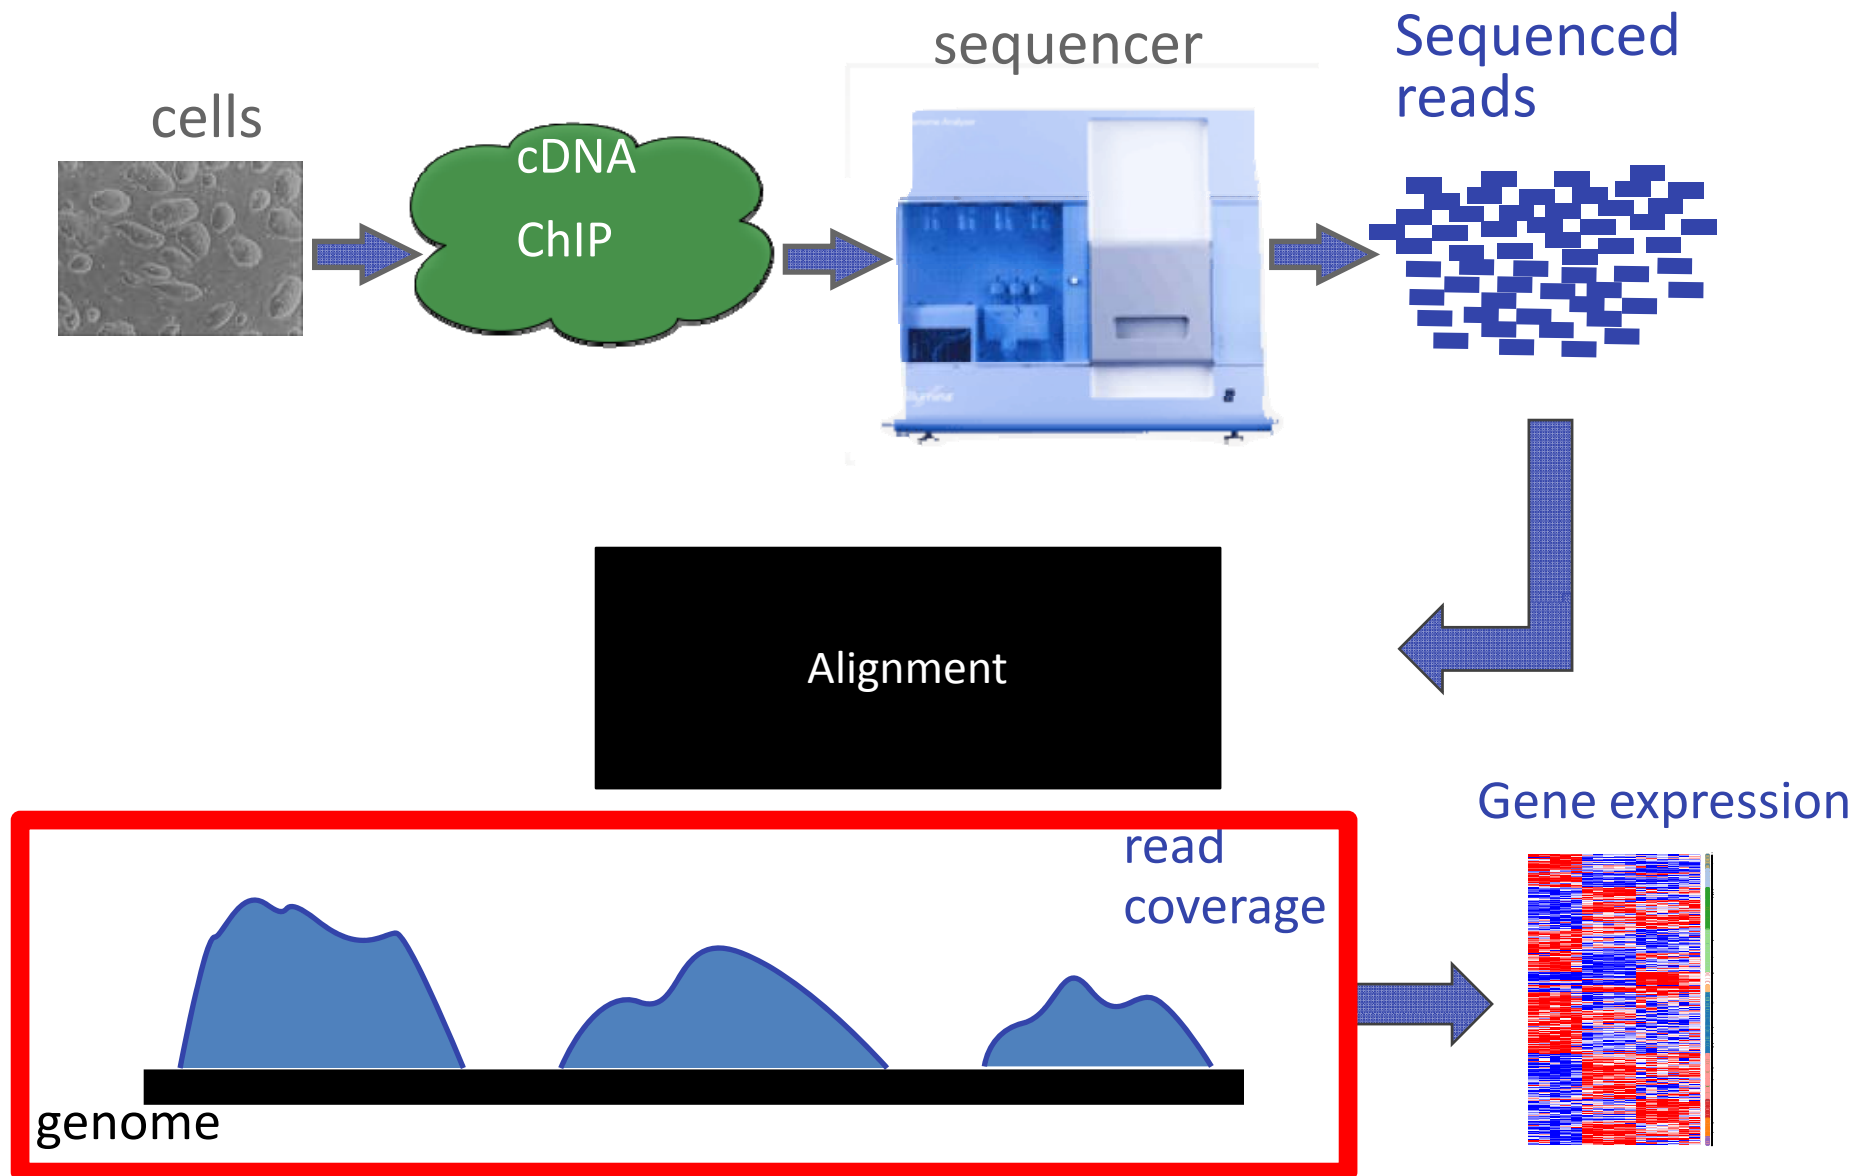 sequencer
Sequenced
reads
cells
cDNA
ChIP
Alignment
Gene expression
read
coverage
genome